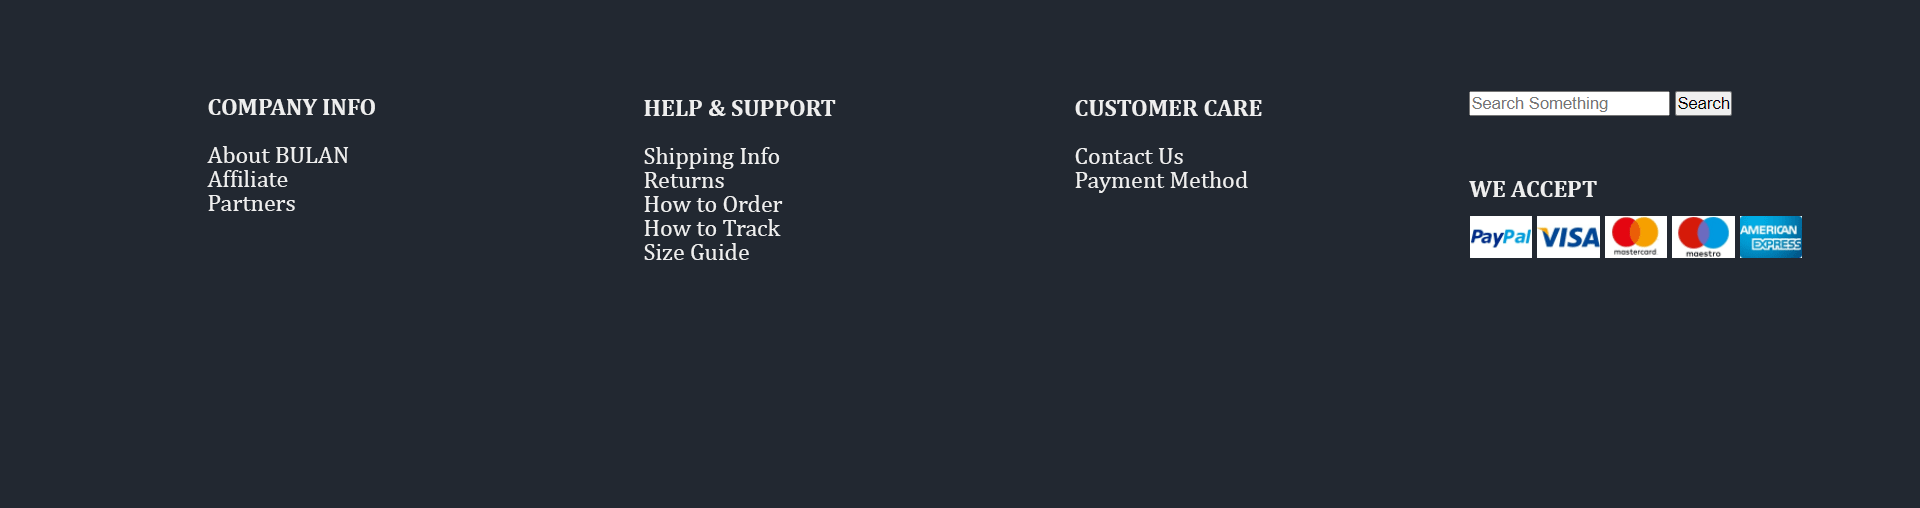 COMPANY INFO
About BULAN
Affiliate
Partners
HELP & SUPPORT
Shipping Info
Returns
How to Order
How to Track
Size Guide
CUSTOMER CARE
Contact Us
Payment Method
Search Something Search
WE ACCEPT
PayPal VISA mastercard maestro AMERICAN EXPRESS